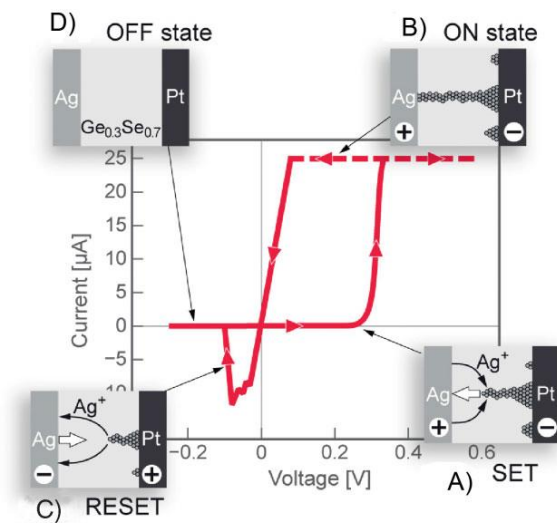 D) OFF state
B) ON state
Ag
Pt
Ge0.3Se0.7
Ag
Pt
+
−
25
20
15
10
5
0
−5
10
Current [µA]
Ag+
Ag
Pt
−
+
C) RESET
Ag+
Ag
Pt
+
−
A) SET
−0.2
0
0.2
0.4
0.6
Voltage [V]